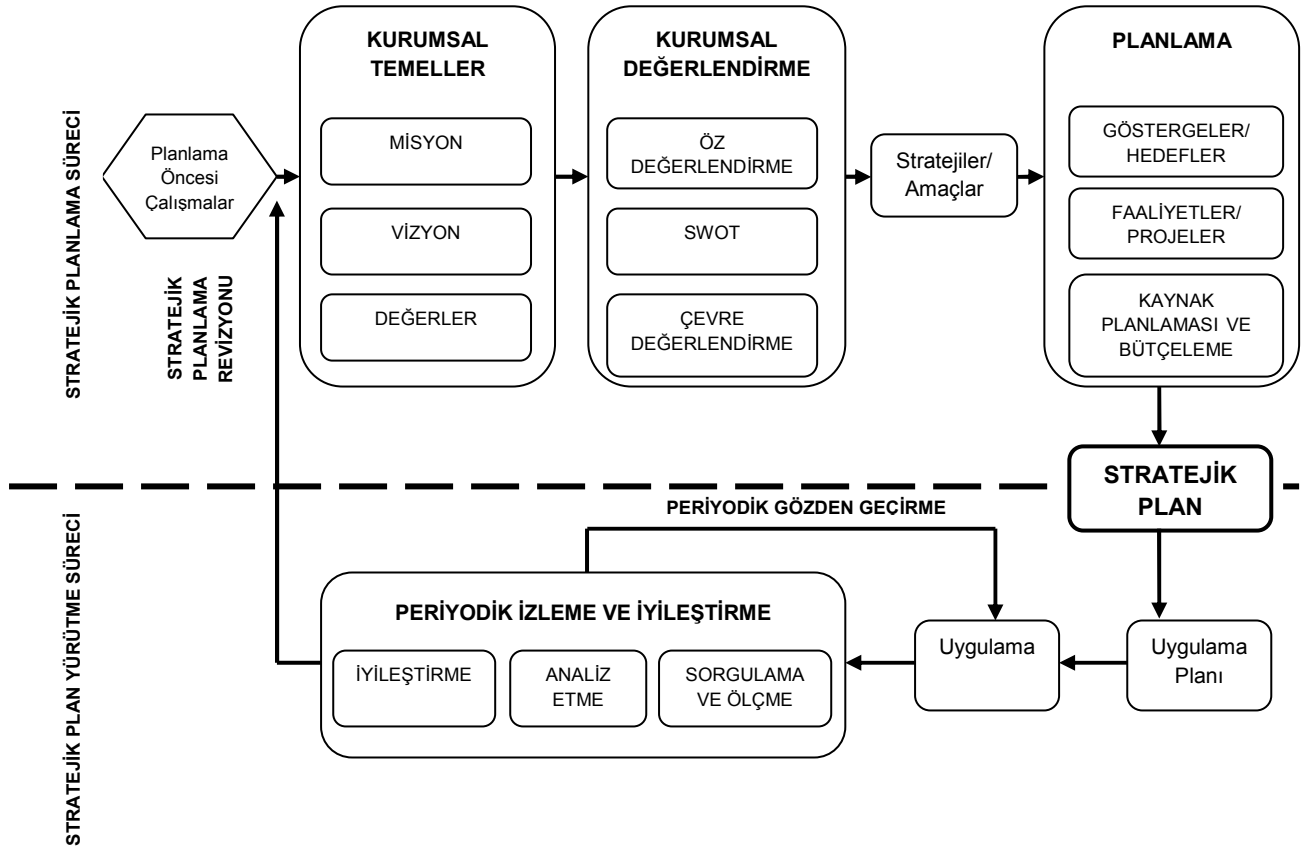 STRATEJİK PLANLAMA SÜRECİ
Planlama
Öncesi
Çalışmalar
STRATEJİK
PLANLAMA
REVİZYONU
KURUMSAL
TEMELLER
MİSYON
VİZYON
DEĞERLER
KURUMSAL
DEĞERLENDİRME
ÖZ
DEĞERLENDİRME
SWOT
ÇEVRE
DEĞERLENDİRME
Stratejiler/
Amaçlar
PLANLAMA
GÖSTERGELER/
HEDEFLER
FAALİYETLER/
PROJELER
KAYNAK
PLANLAMASI VE
BÜTÇELEME
STRATEJİK
PLAN
STRATEJİK PLAN YÜRÜTME SÜRECİ
PERİYODİK GÖZDEN GEÇİRME
PERİYODİK İZLEME VE İYİLEŞTİRME
İYİLEŞTİRME
ANALİZ
ETME
SORGULAMA
VE ÖLÇME
Uygulama
Uygulama
Planı